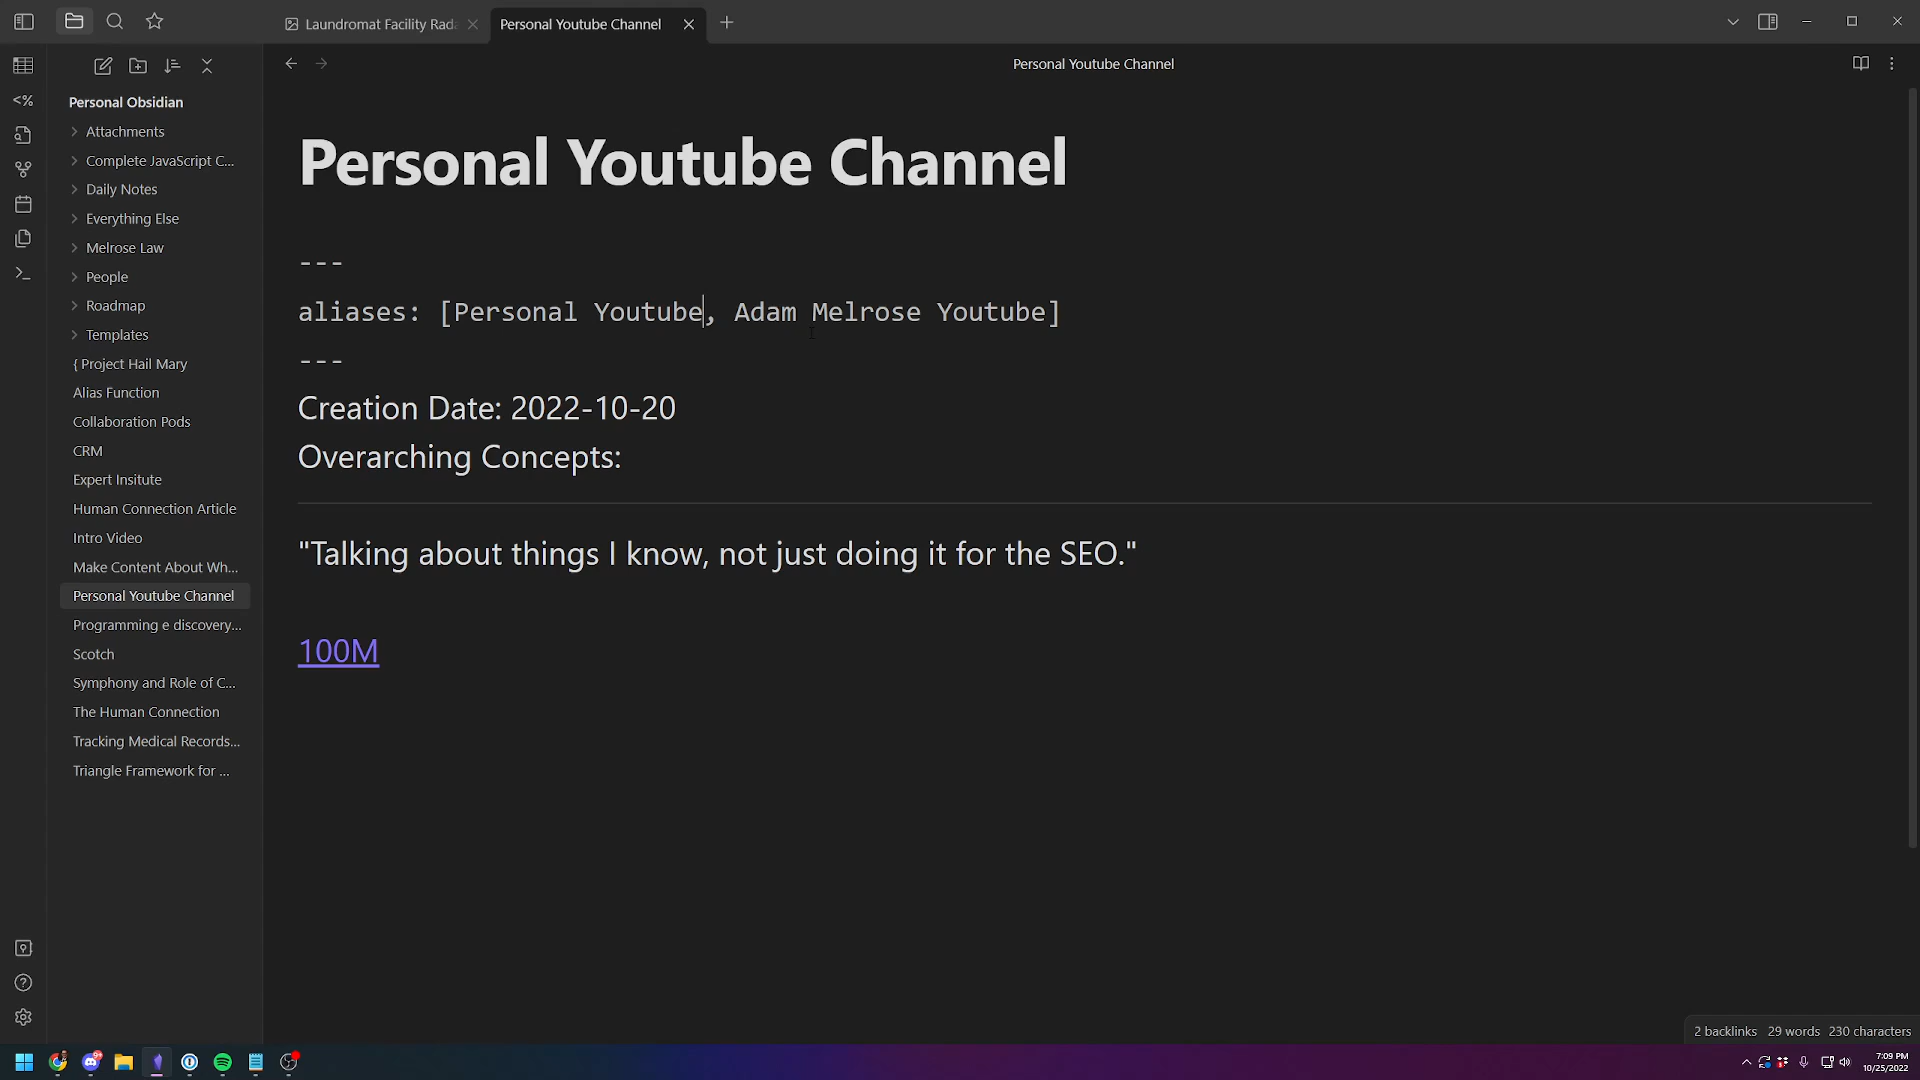 Laundromat Facility Rada
Personal Youtube Channel
Personal Youtube Channel
Personal Obsidian
Attachments
Complete JavaScript C...
Daily Notes
Everything Else
Melrose Law
People
Roadmap
Templates
{ Project Hail Mary
Alias Function
Collaboration Pods
CRM
Expert Insitute
Human Connection Article
Intro Video
Make Content About Wh...
Personal Youtube Channel
Programming e discovery...
Scotch
Symphony and Role of C...
The Human Connection
Tracking Medical Records...
Triangle Framework for ...
Personal Youtube Channel
---
aliases: [Personal Youtube, Adam Melrose Youtube]
---
Creation Date: 2022-10-20
Overarching Concepts:
"Talking about things I know, not just doing it for the SEO."
100M
2 backlinks 29 words 230 characters
7:09 PM
10/25/2022